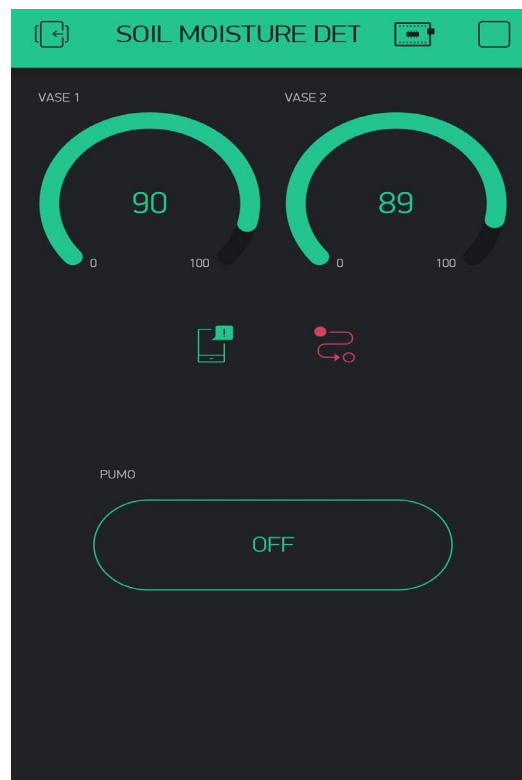 SOIL MOISTURE DET
VASE 1
VASE 2
90
89
0
100
0
100
!
PUMO
OFF